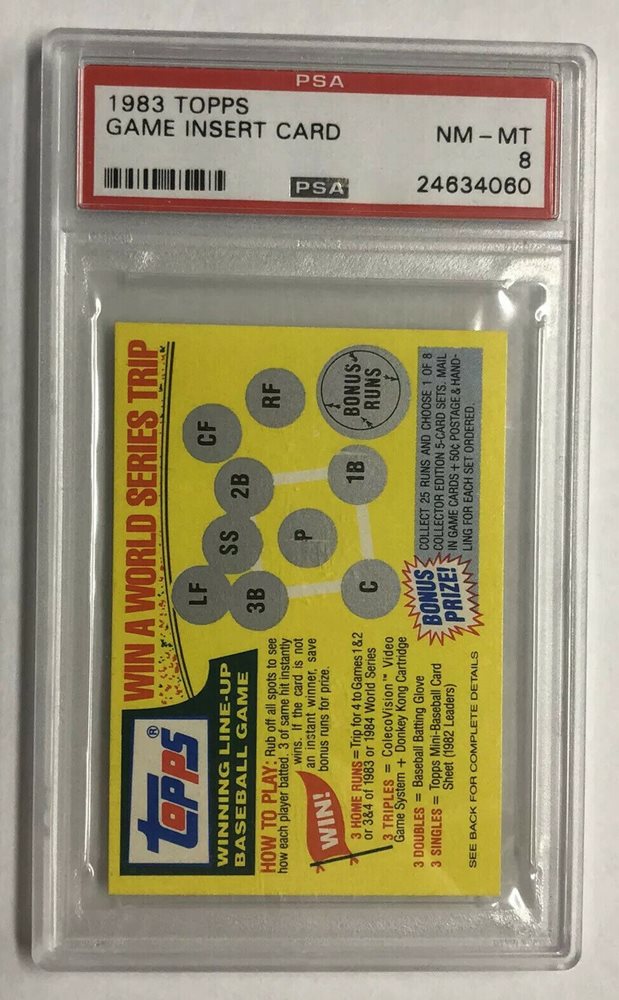 PSA
1983 TOPPS
GAME INSERT CARD
NM - MT
8
PSA
24634060
TOPPS®
WINNING LINE-UP
BASEBALL GAME
WIN A WORLD SERIES TRIP
HOW TO PLAY: Rub off all spots to see
how each player batted. 3 of same hit instantly
wins. If the card is not
an instant winner, save
bonus runs for prize.
WIN!
3 HOME RUNS = Trip for 4 to Games 1 & 2
or 3&4 of 1983 or 1984 World Series
3 TRIPLES = ColecoVision™ Video
Game System + Donkey Kong Cartridge
3 DOUBLES = Baseball Batting Glove
3 SINGLES = Topps Mini-Baseball Card
Sheet (1982 Leaders)
SEE BACK FOR COMPLETE DETAILS
LF
CF
RF
SS
2B
3B
P
1B
C
BONUS
RUNS
BONUS
PRIZE!
COLLECT 25 RUNS AND CHOOSE 1 OF 8
COLLECTOR EDITION 5-CARD SETS. MAIL
IN GAME CARDS + 50¢ POSTAGE & HAND-
LING FOR EACH SET ORDERED.